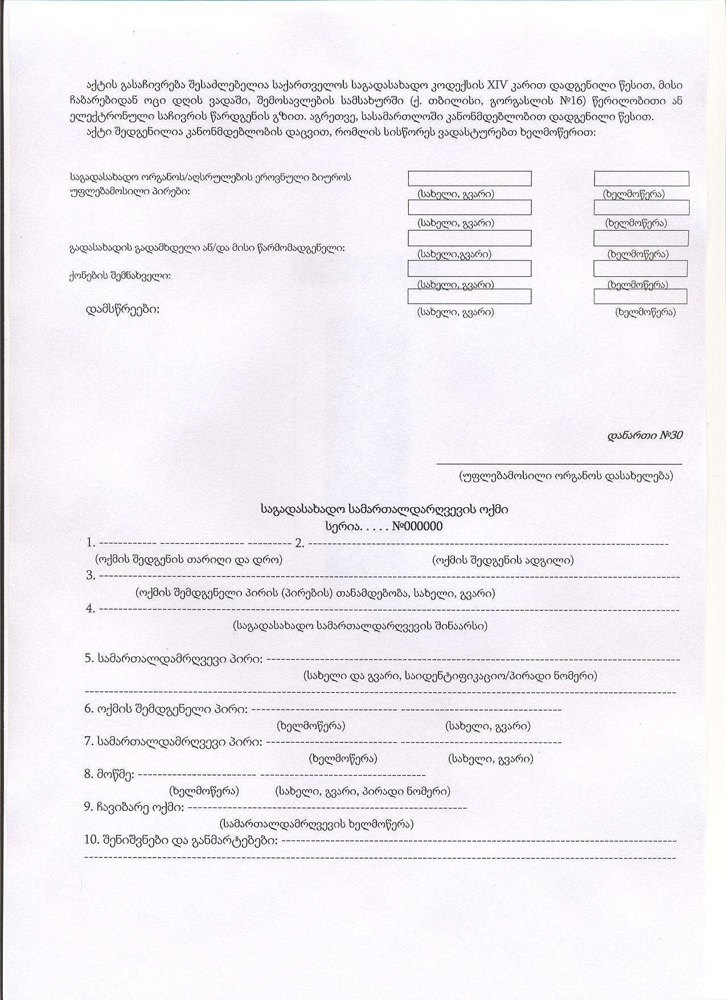 აქტის გასაჩივრება შესაძლებელია საქართველოს საგადასახადო კოდექსის XIV კარით დადგენილი წესით, მისი
ჩაბარებიდან ოცი დღის ვადაში, შემოსავლების სამსახურში (ქ. თბილისი, გორგასლის №16) წერილობითი ან
ელექტრონული საჩივრის წარდგენის გზით. აგრეთვე, სასამართლოში კანონმდებლობით დადგენილი წესით.
აქტი შედგენილია კანონმდებლობის დაცვით, რომლის სისწორეს ვადასტურებთ ხელმოწერით:
საგადასახადო ორგანოს/აღსრულების ეროვნული ბიუროს
უფლებამოსილი პირები:
(სახელი, გვარი) (ხელმოწერა)
(სახელი, გვარი) (ხელმოწერა)
გადასახადის გადამხდელი ან/და მისი წარმომადგენელი:
(სახელი,გვარი) (ხელმოწერა)
ქონების შემნახველი:
(სახელი, გვარი) (ხელმოწერა)
დამსწრეები:
(სახელი, გვარი) (ხელმოწერა)
დანართი №30
(უფლებამოსილი ორგანოს დასახელება)
საგადასახადო სამართალდარღვევის ოქმი
სერია. . . . . №000000
1. ------------ ----------------- --------- 2. --------------------------------------------------------------------------
(ოქმის შედგენის თარიღი და დრო) (ოქმის შედგენის ადგილი)
3. -----------------------------------------------------------------------------------------------------------------------
(ოქმის შემდგენელი პირის (პირების) თანამდებობა, სახელი, გვარი)
4. -----------------------------------------------------------------------------------------------------------------------
(საგადასახადო სამართალდარღვევის შინაარსი)
5. სამართალდამრღვევი პირი: -------------------------------------------------------------------------------------
(სახელი და გვარი, საიდენტიფიკაციო/პირადი ნომერი)
-------------------------------------------------------------------------------------------------------------------------
6. ოქმის შემდგენელი პირი: ------------------------------ ---------------------------------
(ხელმოწერა) (სახელი, გვარი)
7. სამართალდამრღვევი პირი: --------------------------- ---------------------------------
(ხელმოწერა) (სახელი, გვარი)
8. მოწმე: ------------------------ ----------------------------------
(ხელმოწერა) (სახელი, გვარი, პირადი ნომერი)
9. ჩავიბარე ოქმი: ---------------------------------------------------------
(სამართალდამრღვევის ხელმოწერა)
10. შენიშვნები და განმარტებები: ---------------------------------------------------------------------------------
-------------------------------------------------------------------------------------------------------------------------